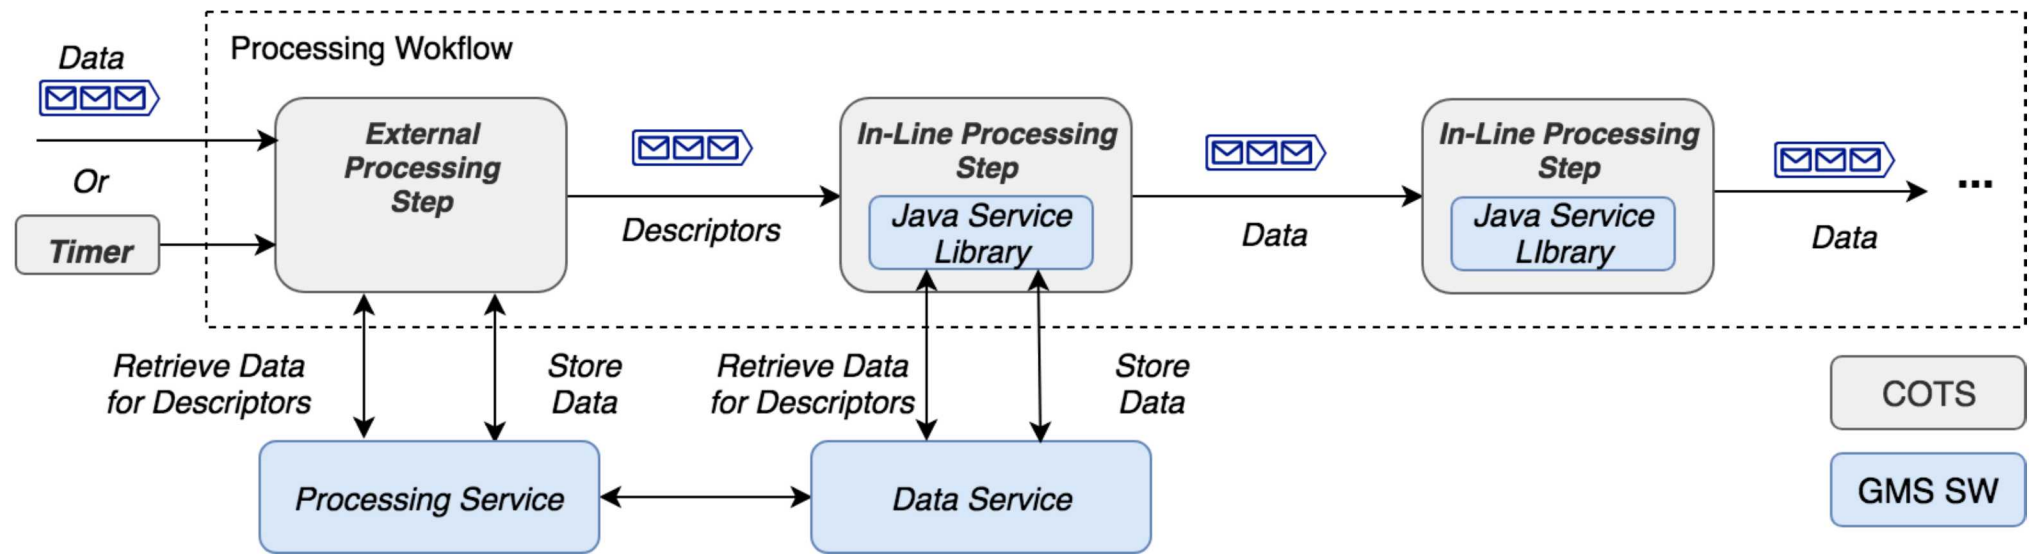 Processing Wokflow
Data
Or
Timer
External
Processing
Step
Descriptors
In-Line Processing
Step
Java Service
Library
Data
In-Line Processing
Step
Java Service
LIbrary
Data
...
Retrieve Data
for Descriptors
Store
Data
Retrieve Data
for Descriptors
Store
Data
Processing Service
Data Service
COTS
GMS SW